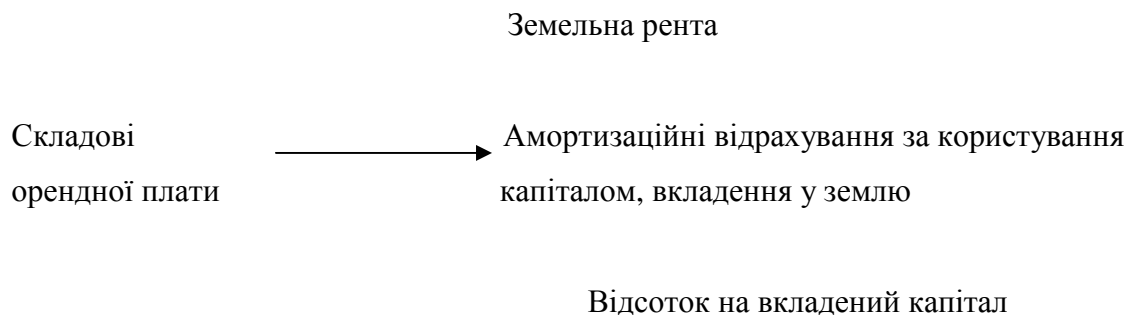 Земельна рента
Складові
орендної плати
Амортизаційні відрахування за користування
капіталом, вкладення у землю
Відсоток на вкладений капітал